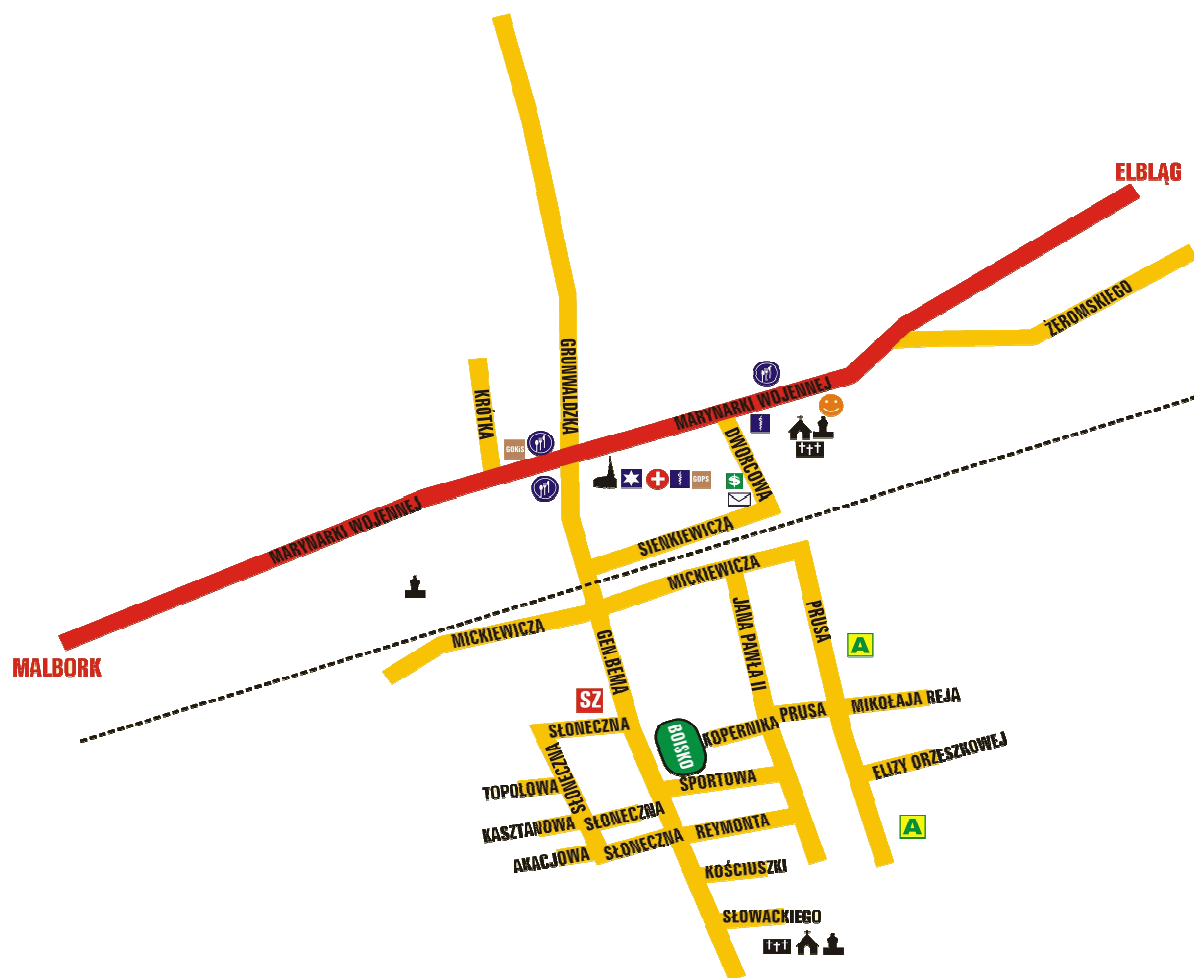 ELBLĄG
ŻEROMSKIEGO
GRUNWALDZKA
KRÓTKA
MARYNARKI WOJENNEJ
GOKiS
DWORCOWA
GOPS
$
MARYNARKI WOJENNEJ
SIENKIEWICZA
MICKIEWICZA
MICKIEWICZA
MALBORK
GEN.BEMA
JANA PAWŁA II
PRUSA
A
SZ
SŁONECZNA
BOISKO
KOPERNIKA
PRUSA
MIKOŁAJA REJA
ELIZY ORZESZKOWEJ
SŁONECZNA
TOPOLOWA
SPORTOWA
KASZTANOWA
SŁONECZNA
A
AKACJOWA
SŁONECZNA
REYMONTA
KOŚCIUSZKI
SŁOWACKIEGO